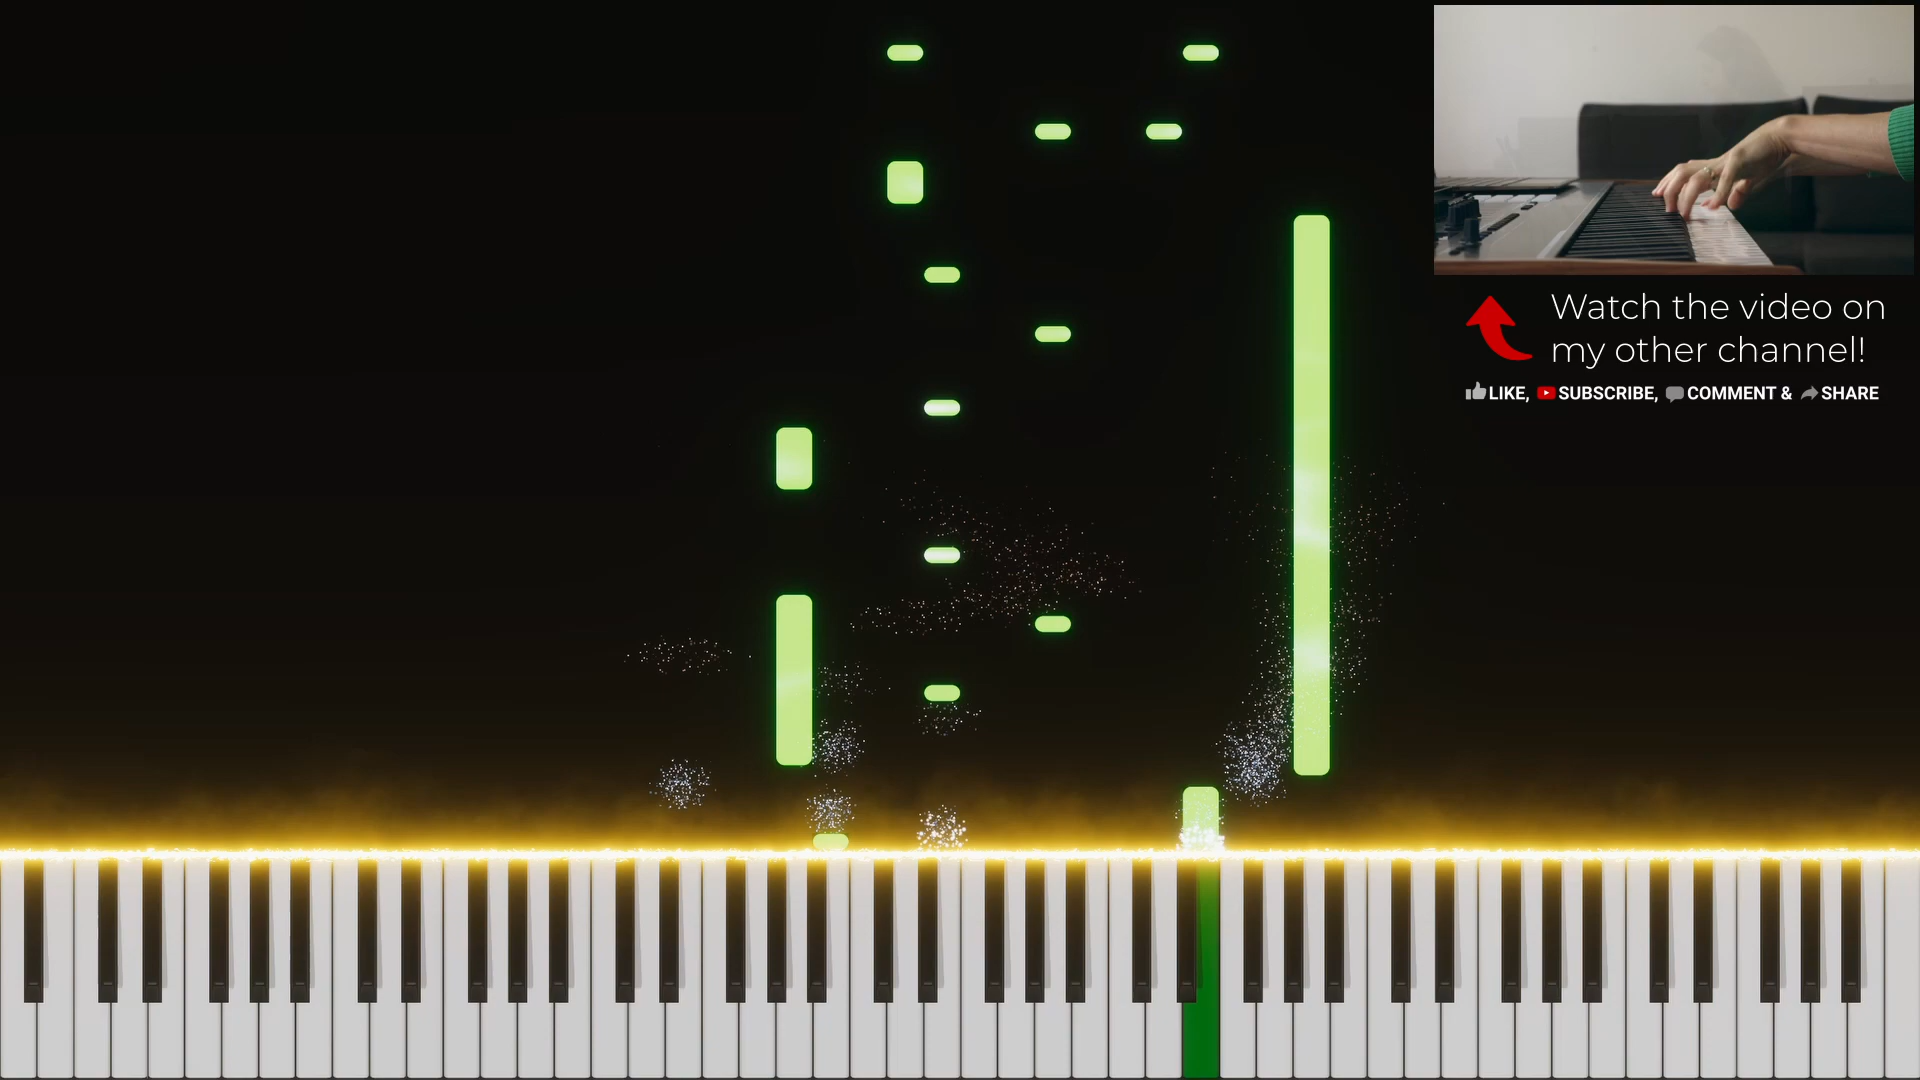 Watch the video on
my other channel!
LIKE, SUBSCRIBE, COMMENT & SHARE